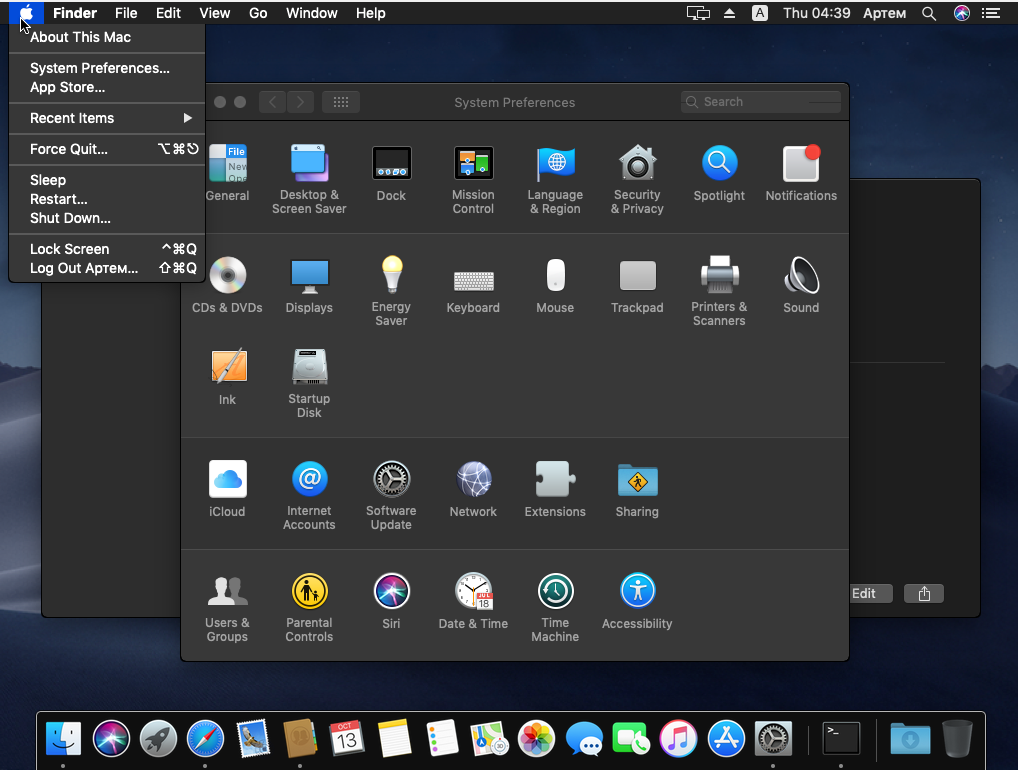 Finder File Edit View Go Window Help
A Thu 04:39 Артем
About This Mac
System Preferences...
App Store...
Recent Items
Force Quit... ⌥⌘⎋
Sleep
Restart...
Shut Down...
Lock Screen ^⌘Q
Log Out Артем... ⇧⌘Q
System Preferences
Search
File
New
Ope
General
Desktop &
Screen Saver
Dock
Mission
Control
Language
& Region
Security
& Privacy
Spotlight
Notifications
CDs & DVDs
Displays
Energy
Saver
Keyboard
Mouse
Trackpad
Printers &
Scanners
Sound
Ink
Startup
Disk
iCloud
@
Internet
Accounts
Software
Update
Network
Extensions
Sharing
Users &
Groups
Parental
Controls
Siri
JUL
18
Date & Time
Time
Machine
Accessibility
Edit
OCT
13